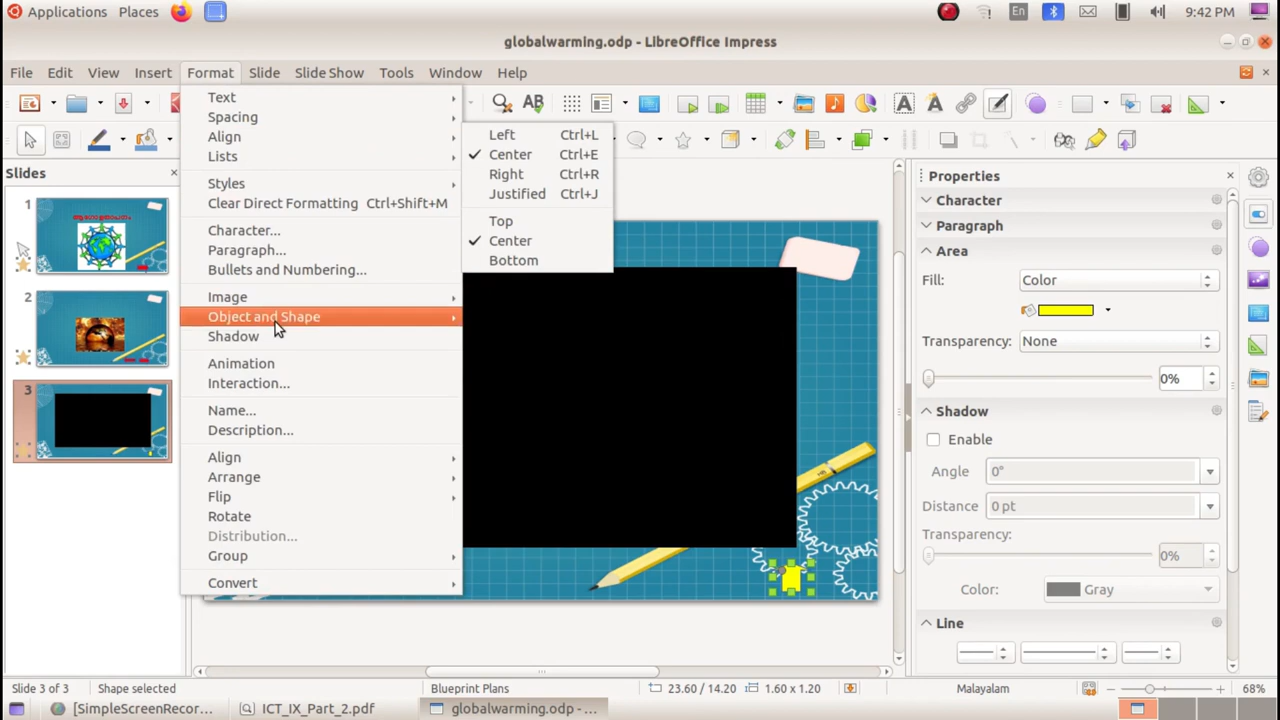 Applications Places En 9:42 PM
globalwarming.odp - LibreOffice Impress
File Edit View Insert Format Slide Slide Show Tools Window Help
Text
Spacing
Align
Lists
Styles
Clear Direct Formatting Ctrl+Shift+M
Character...
Paragraph...
Bullets and Numbering...
Image
Object and Shape
Shadow
Animation
Interaction...
Name...
Description...
Align
Arrange
Flip
Rotate
Distribution...
Group
Convert
Left Ctrl+L
Center Ctrl+E
Right Ctrl+R
Justified Ctrl+J
Top
Center
Bottom
Slides
1
2
3
Properties
Character
Paragraph
Area
Fill: Color
Transparency: None
0%
Shadow
Enable
Angle 0°
Distance 0 pt
Transparency:
0%
Color: Gray
Line
Slide 3 of 3 Shape selected Blueprint Plans 23.60 / 14.20 1.60 x 1.20 Malayalam 68%
[SimpleScreenRecor... ICT_IX_Part_2.pdf globalwarming.odp - ...